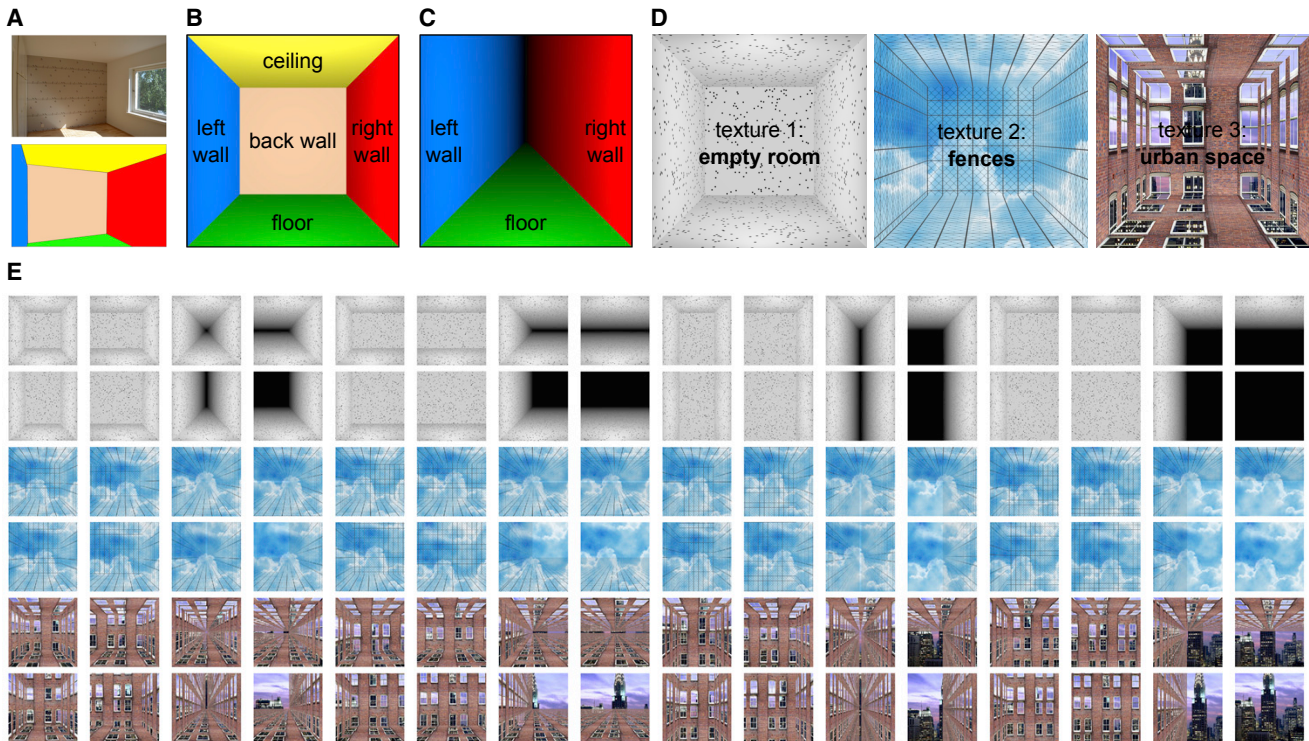 A
B
C
D
ceiling
left
wall
back wall
right
wall
floor
left
wall
right
wall
floor
texture 1:
empty room
texture 2:
fences
texture 3:
urban space
E